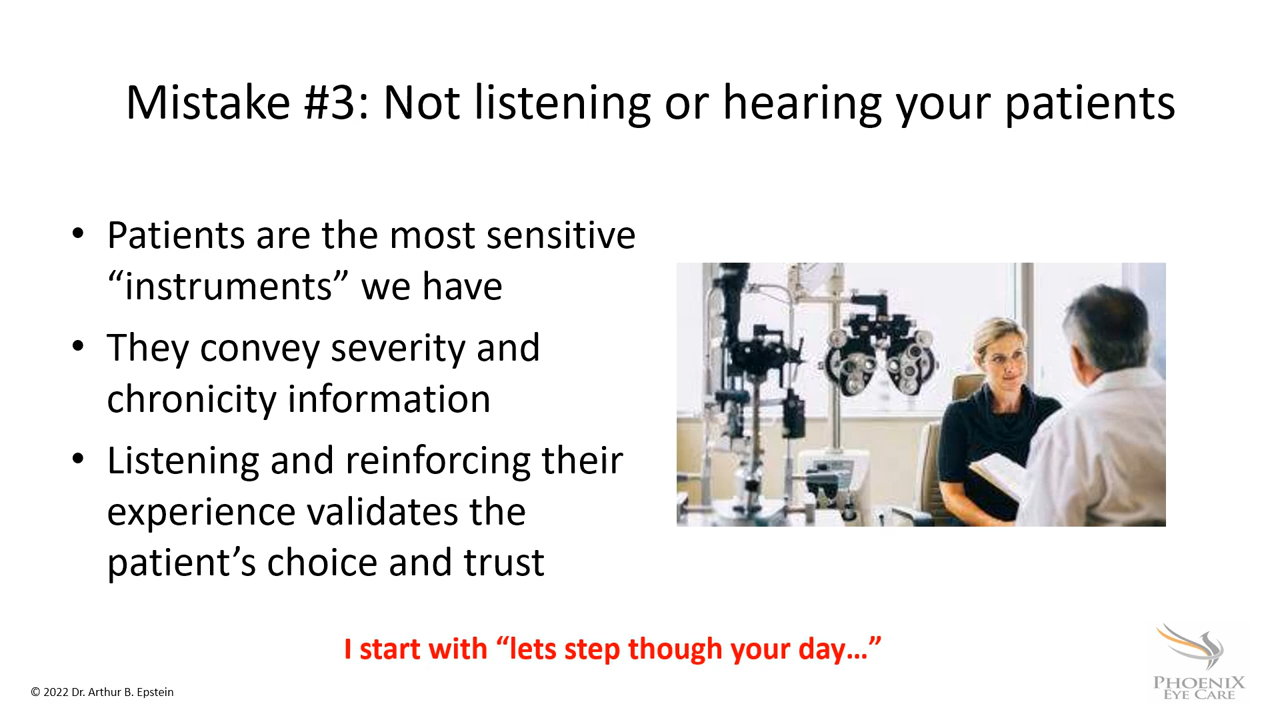 Mistake #3: Not listening or hearing your patients
• Patients are the most sensitive
“instruments” we have
• They convey severity and
chronicity information
• Listening and reinforcing their
experience validates the
patient’s choice and trust
I start with “lets step though your day…”
© 2022 Dr. Arthur B. Epstein
PHOENIX
EYE CARE